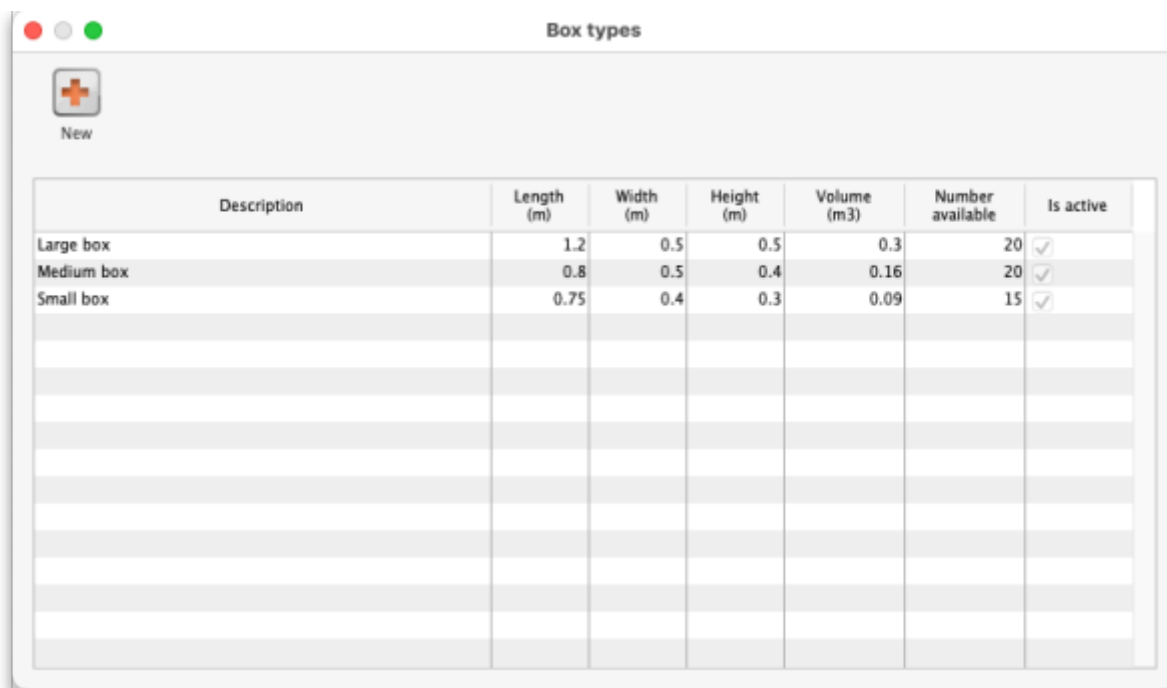 Box types
New
Description Length (m) Width (m) Height (m) Volume (m3) Number available Is active
Large box 1.2 0.5 0.5 0.3 20
Medium box 0.8 0.5 0.4 0.16 20
Small box 0.75 0.4 0.3 0.09 15